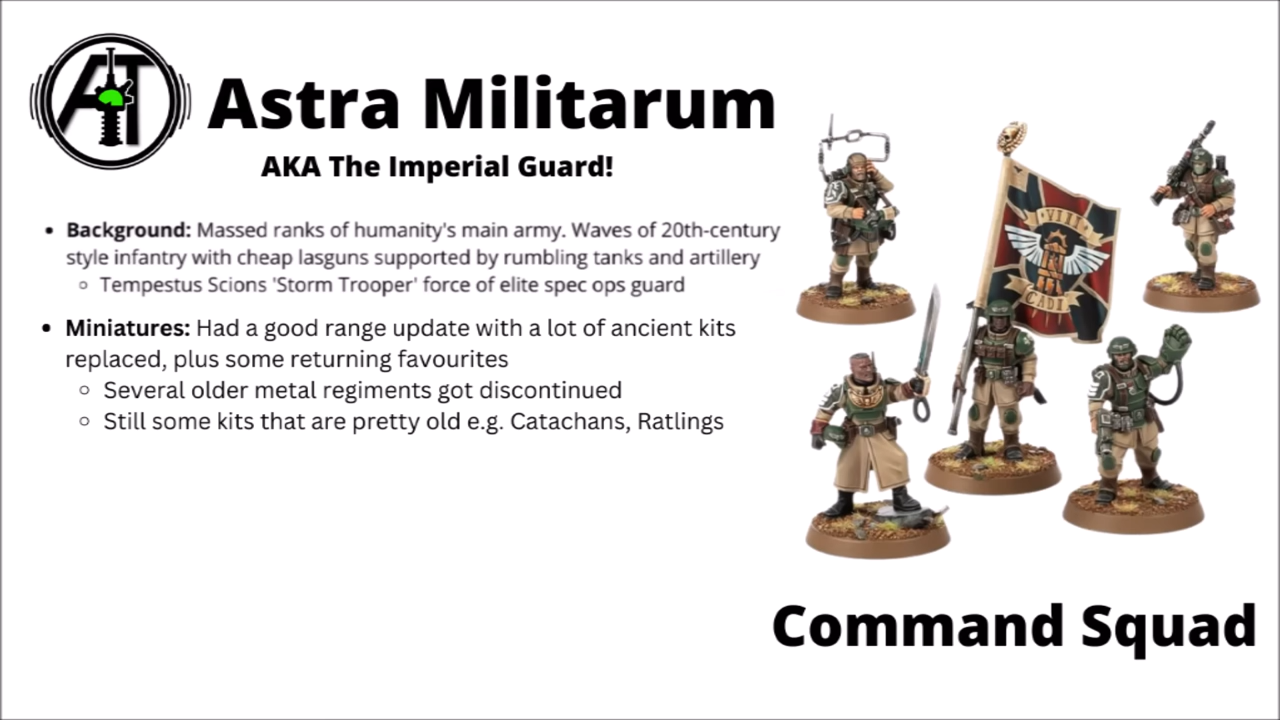 AT
Astra Militarum
AKA The Imperial Guard!
• Background: Massed ranks of humanity's main army. Waves of 20th-century
style infantry with cheap lasguns supported by rumbling tanks and artillery
○ Tempestus Scions 'Storm Trooper' force of elite spec ops guard
• Miniatures: Had a good range update with a lot of ancient kits
replaced, plus some returning favourites
○ Several older metal regiments got discontinued
○ Still some kits that are pretty old e.g. Catachans, Ratlings
VIII
CADI
Command Squad